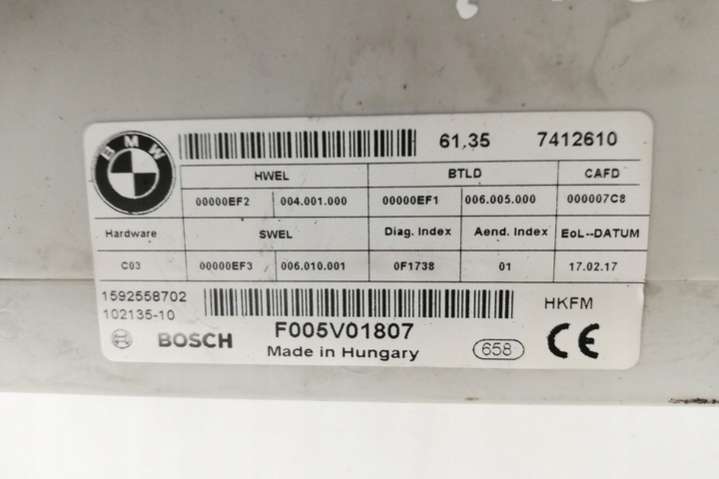 BMW
61,35 7412610
HWEL BTLD CAFD
00000EF2 004.001.000 00000EF1 006.005.000 000007C8
Hardware SWEL Diag. Index Aend. Index EoL--DATUM
C03 00000EF3 006.010.001 0F1738 01 17.02.17
1592558702
HKFM
102135-10
BOSCH F005V01807
Made in Hungary 658 CE